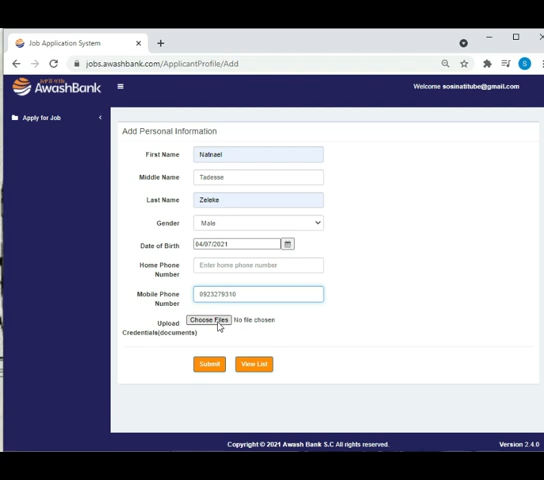 Job Application System
jobs.awashbank.com/ApplicantProfile/Add
S
AwashBank
Welcome sosinatitube@gmail.com
Apply for Job
Add Personal Information
First Name
Natnael
Middle Name
Tadesse
Last Name
Zeleke
Gender
Male
Date of Birth
04/07/2021
Home Phone
Number
Enter home phone number
Mobile Phone
Number
0923279310
Upload
Credentials(documents)
Choose Files No file chosen
Submit
View List
Copyright © 2021 Awash Bank S.C All rights reserved.
Version 2.4.0